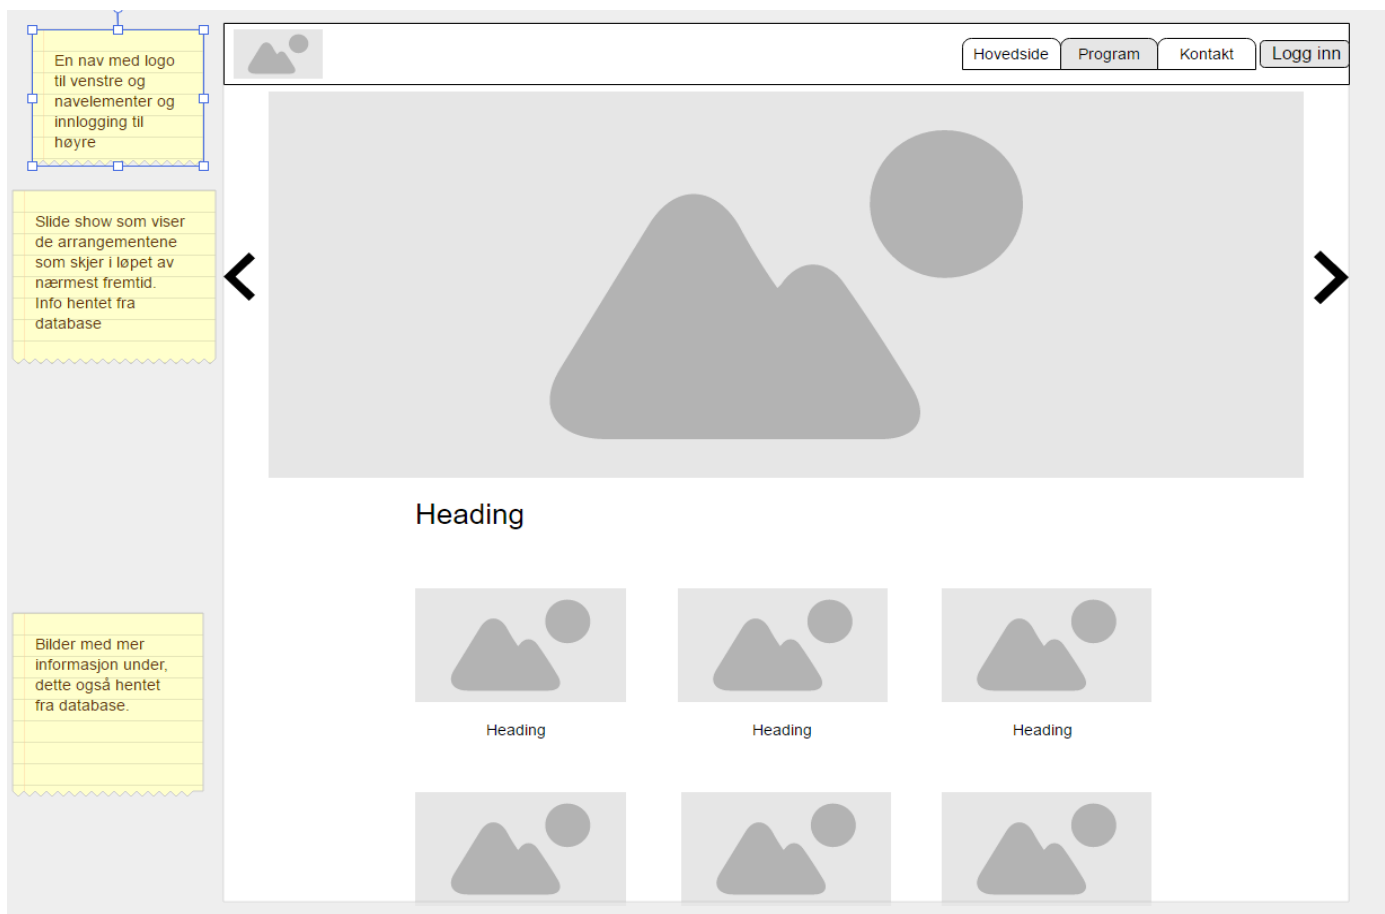 En nav med logo
til venstre og
navelementer og
innlogging til
høyre
Hovedside
Program
Kontakt
Logg inn
Slide show som viser
de arrangementene
som skjer i løpet av
nærmest fremtid.
Info hentet fra
database
Heading
Bilder med mer
informasjon under,
dette også hentet
fra database.
Heading
Heading
Heading